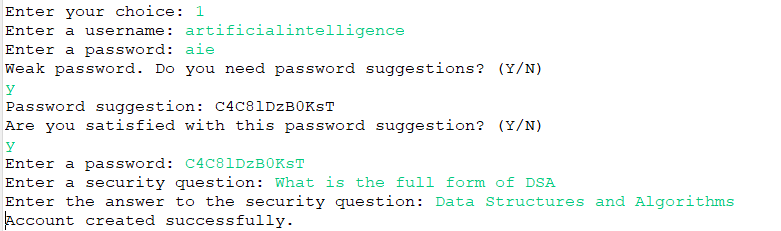 Enter your choice: 1
Enter a username: artificialintelligence
Enter a password: aie
Weak password. Do you need password suggestions? (Y/N)
y
Password suggestion: C4C8lDzB0KsT
Are you satisfied with this password suggestion? (Y/N)
y
Enter a password: C4C8lDzB0KsT
Enter a security question: What is the full form of DSA
Enter the answer to the security question: Data Structures and Algorithms
Account created successfully.